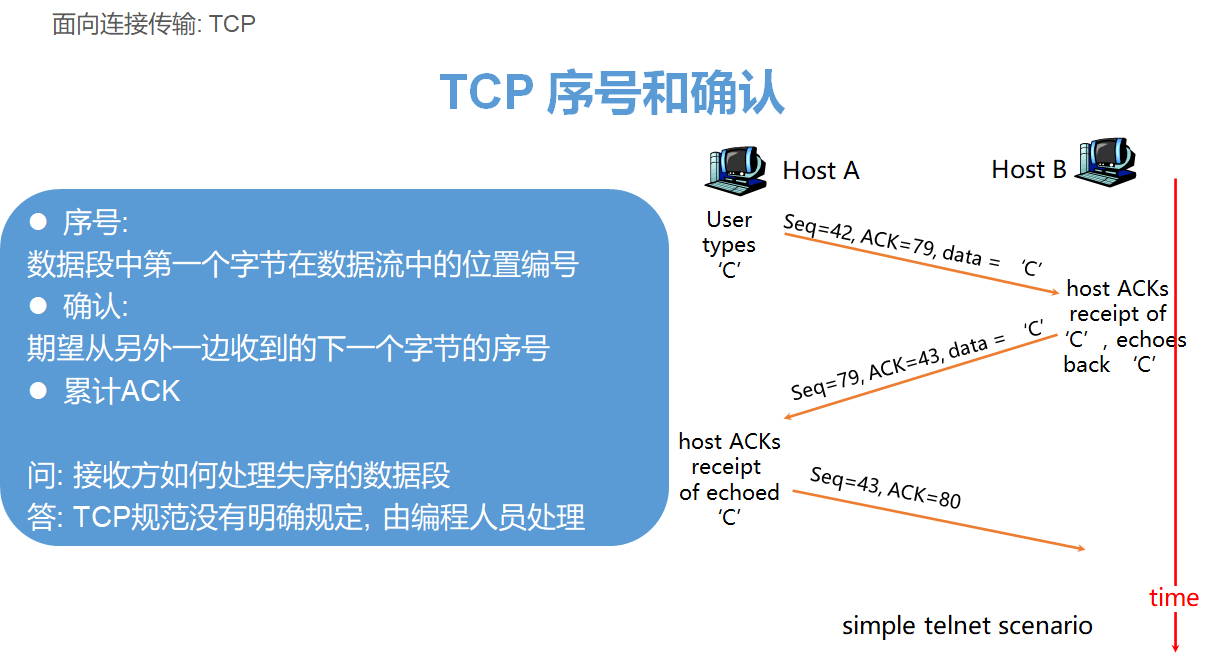 面向连接传输: TCP
TCP 序号和确认
● 序号:
数据段中第一个字节在数据流中的位置编号
● 确认:
期望从另外一边收到的下一个字节的序号
● 累计ACK
问: 接收方如何处理失序的数据段
答: TCP规范没有明确规定, 由编程人员处理
Host A
Host B
User
types
‘C’
Seq=42, ACK=79, data = ‘C’
host ACKs
receipt of
‘C’ , echoes
back ‘C’
Seq=79, ACK=43, data = ‘C’
host ACKs
receipt
of echoed
‘C’
Seq=43, ACK=80
time
simple telnet scenario